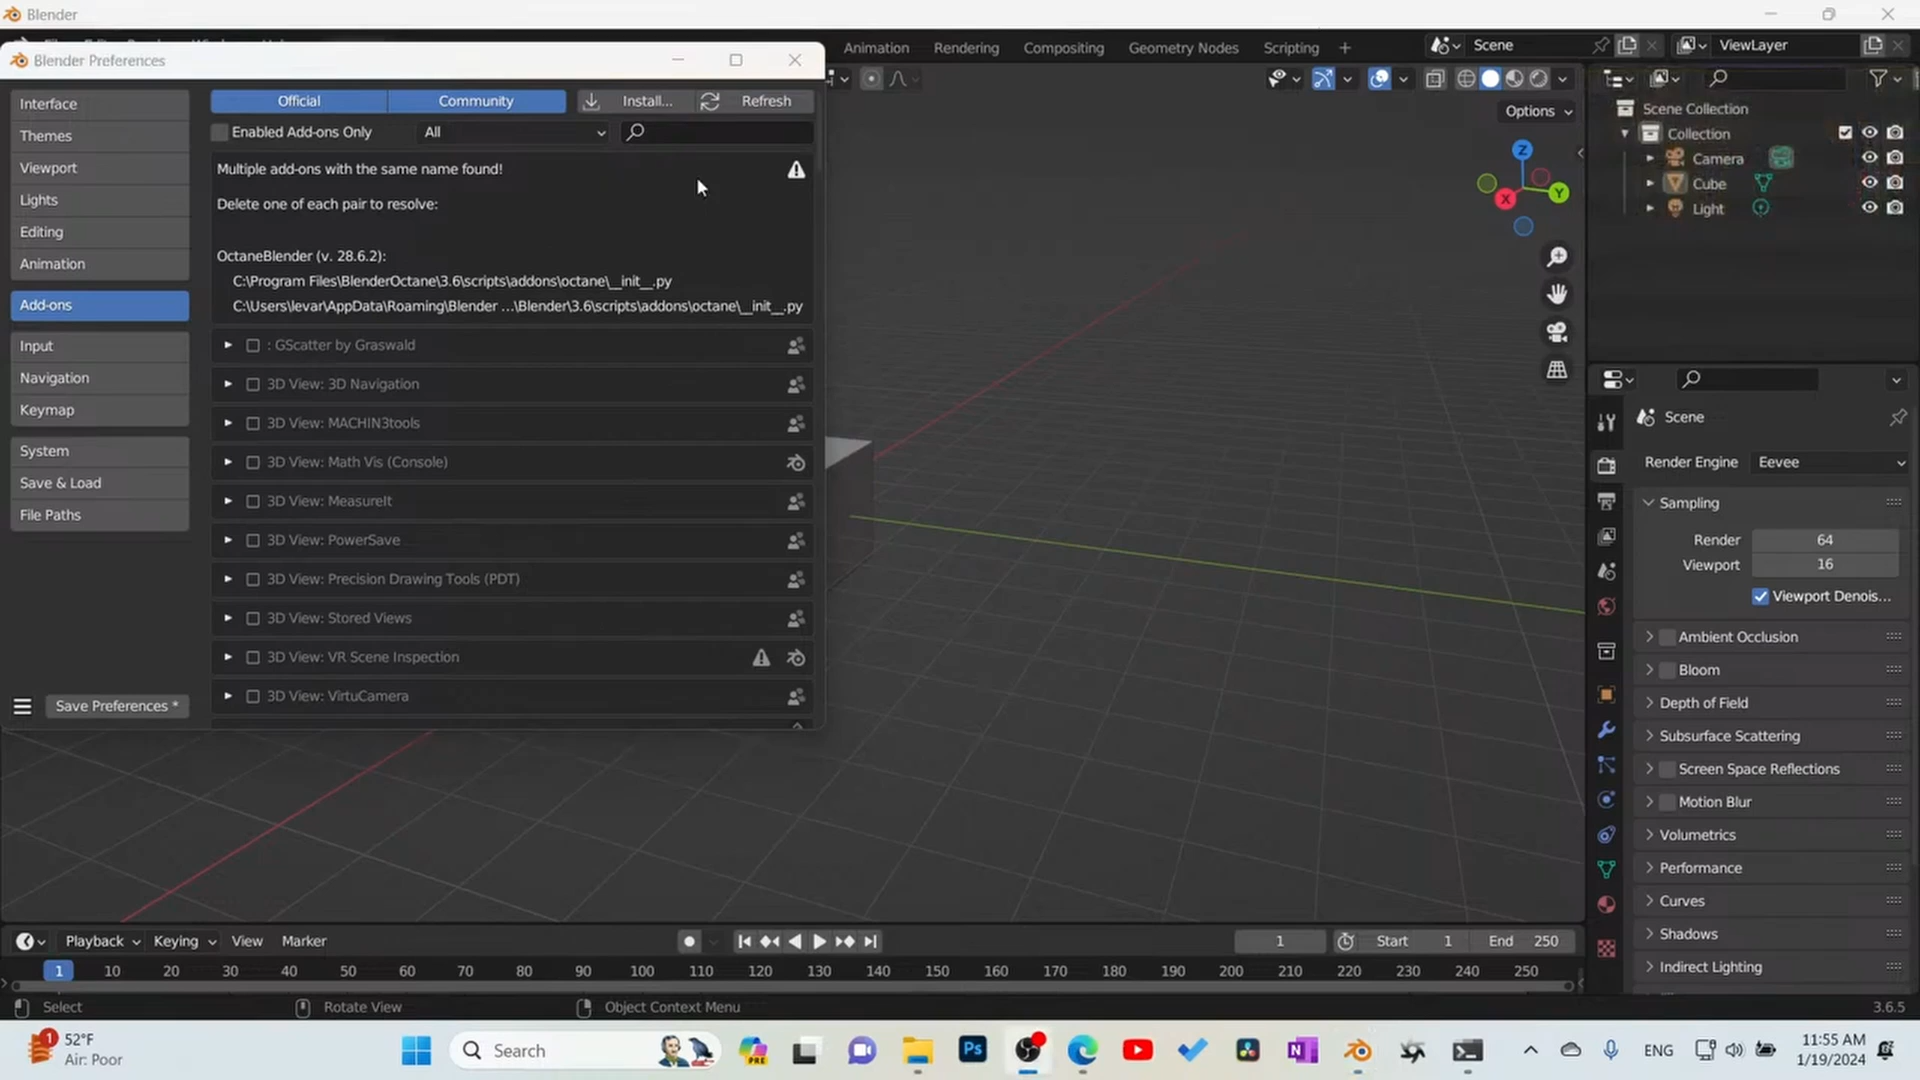 Blender
Blender Preferences
Animation
Rendering
Compositing
Geometry Nodes
Scripting
Scene
ViewLayer
Interface
Themes
Viewport
Lights
Editing
Animation
Add-ons
Input
Navigation
Keymap
System
Save & Load
File Paths
Save Preferences *
Official
Community
Install...
Refresh
Enabled Add-ons Only
All
Multiple add-ons with the same name found!
Delete one of each pair to resolve:
OctaneBlender (v. 28.6.2):
C:\Program Files\BlenderOctane\3.6\scripts\addons\octane\__init__.py
C:\Users\levar\AppData\Roaming\Blender ...\Blender\3.6\scripts\addons\octane\__init__.py
: GScatter by Graswald
3D View: 3D Navigation
3D View: MACHIN3tools
3D View: Math Vis (Console)
3D View: MeasureIt
3D View: PowerSave
3D View: Precision Drawing Tools (PDT)
3D View: Stored Views
3D View: VR Scene Inspection
3D View: VirtuCamera
Options
Z
Y
X
Scene Collection
Collection
Camera
Cube
Light
Scene
Render Engine
Eevee
Sampling
Render
64
Viewport
16
Viewport Denois...
Ambient Occlusion
Bloom
Depth of Field
Subsurface Scattering
Screen Space Reflections
Motion Blur
Volumetrics
Performance
Curves
Shadows
Indirect Lighting
Playback
Keying
View
Marker
1
Start 1
End 250
1 10 20 30 40 50 60 70 80 90 100 110 120 130 140 150 160 170 180 190 200 210 220 230 240 250
Select
Rotate View
Object Context Menu
3.6.5
1
52°F
Air: Poor
Search
PRE
Ps
N
ENG
11:55 AM
1/19/2024